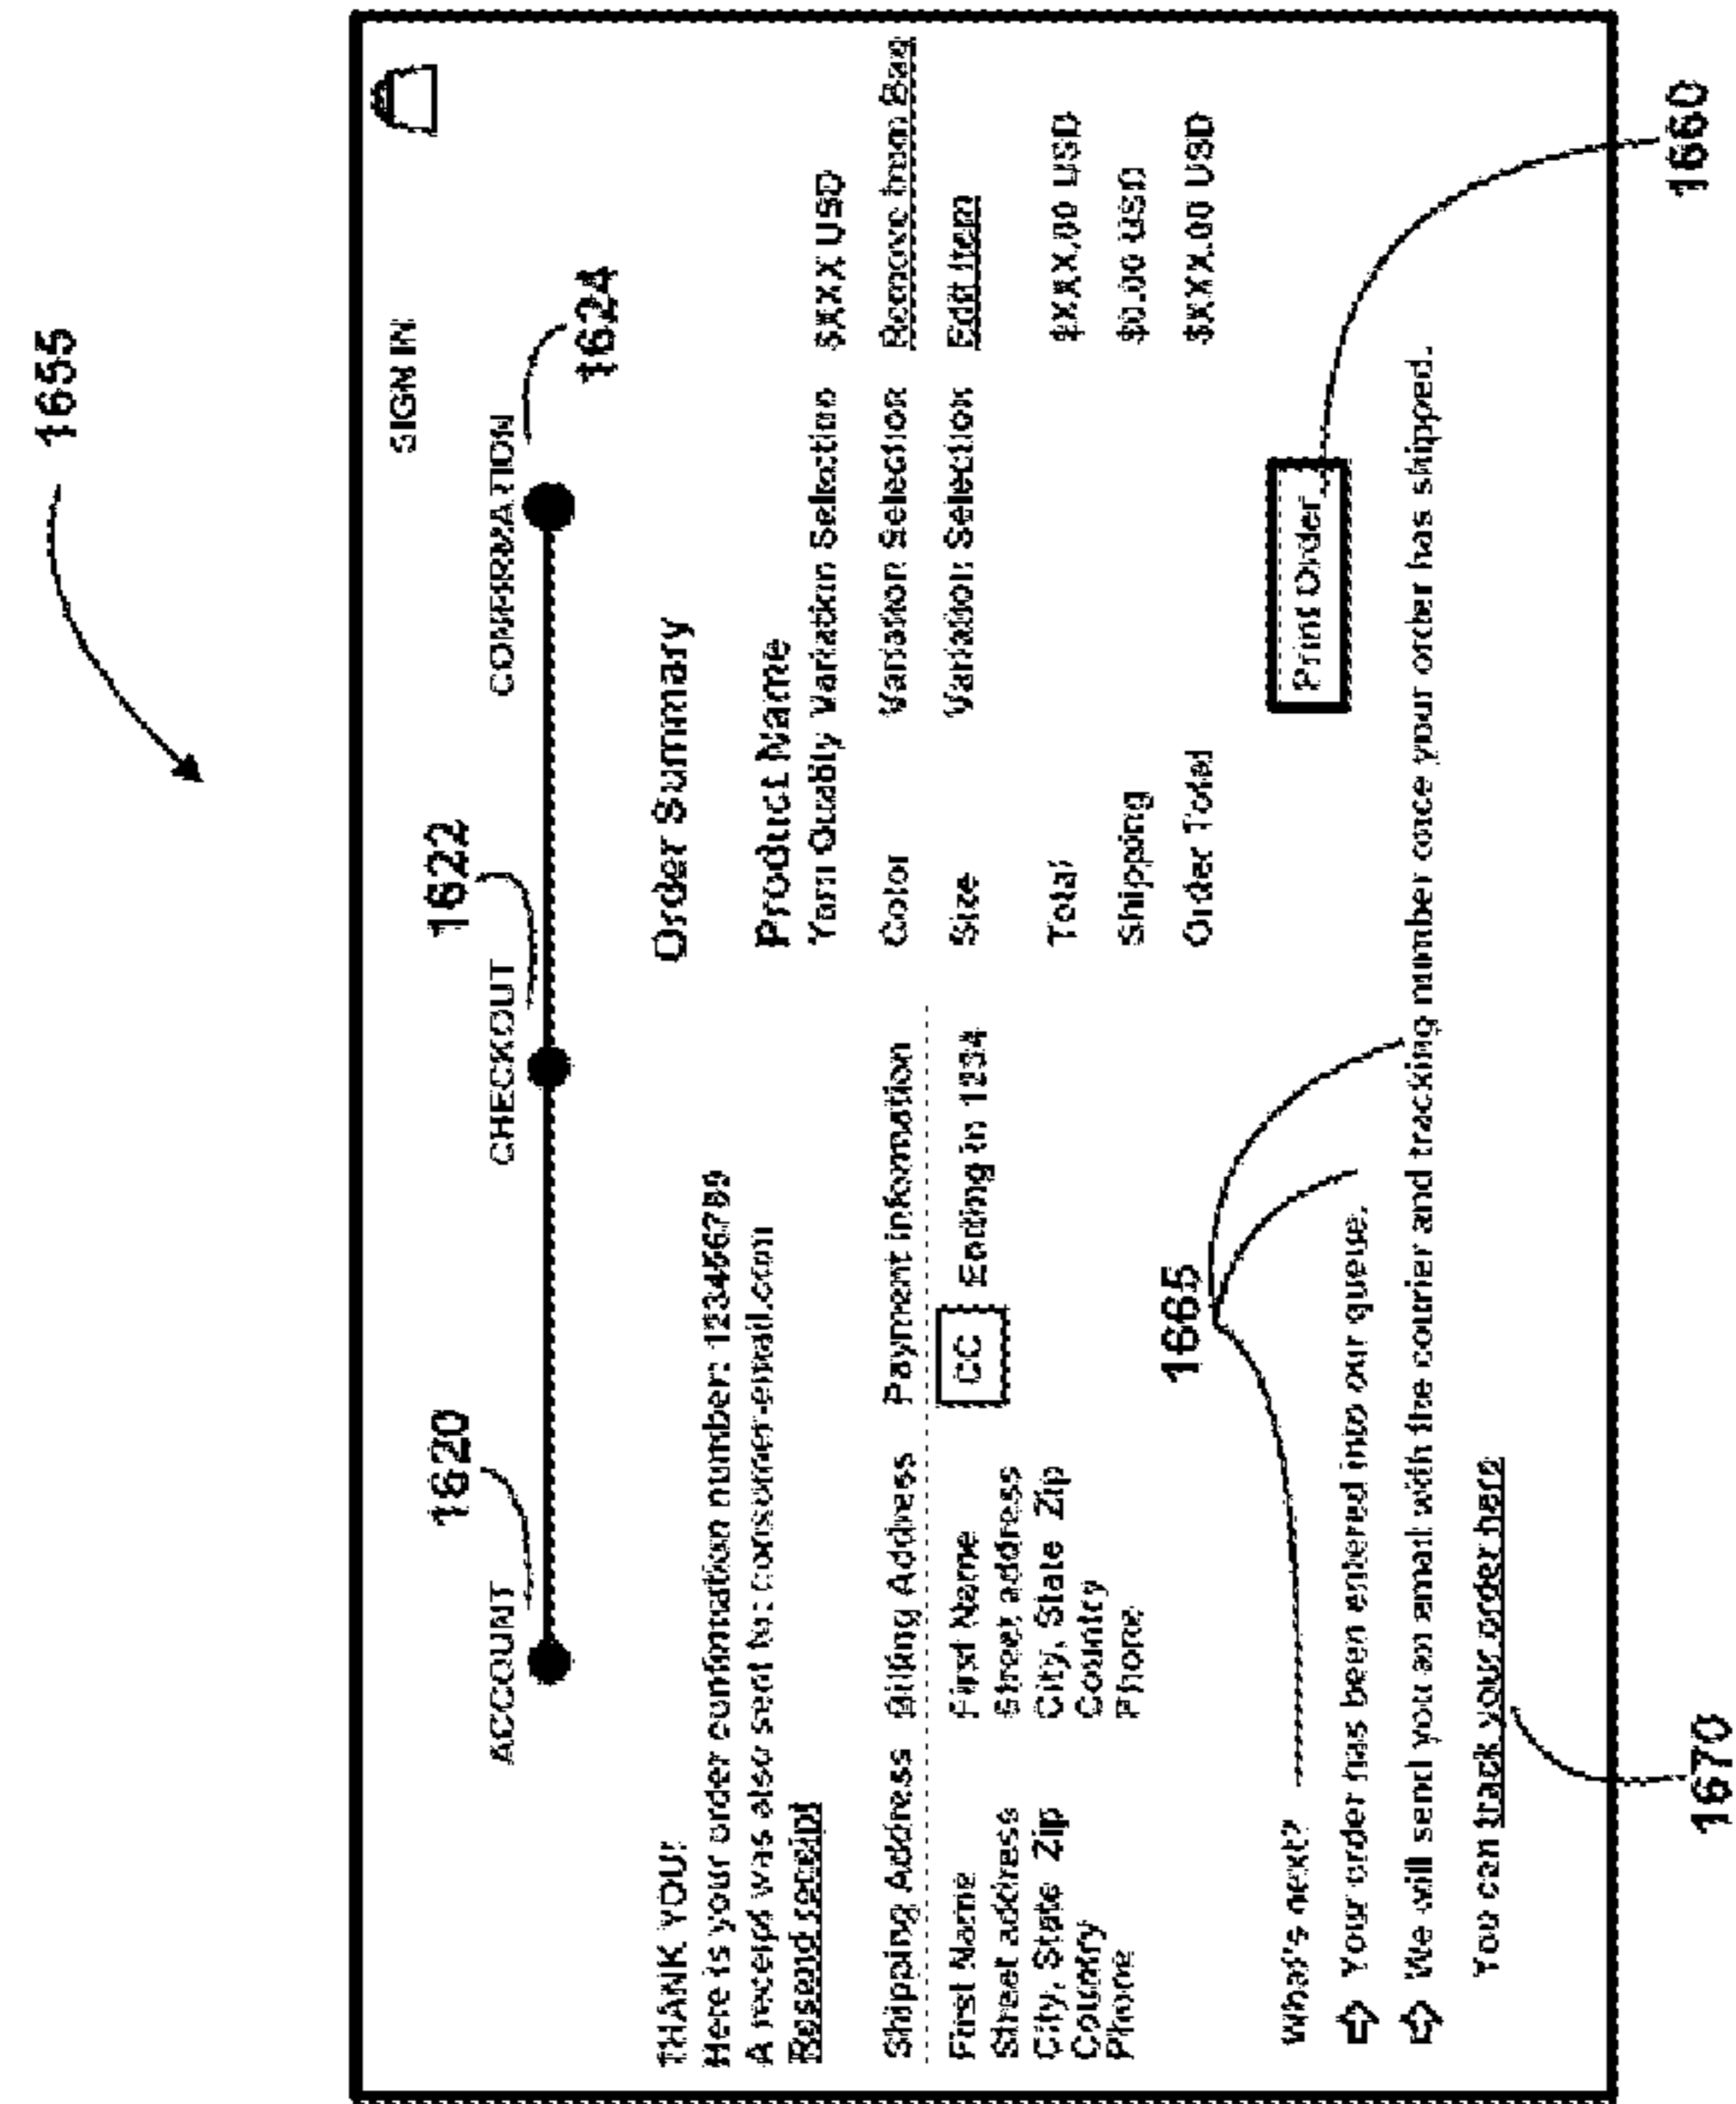 1655
SIGN IN
1620
1622
1624
ACCOUNT
CHECKOUT
CONFIRMATION
THANK YOU!
Here is your order confirmation number: 123456789
A receipt was also sent to: consumer-email.com
Resend receipt
Shipping Address Billing Address Payment Information
First Name First Name CC Ending in 1234
Street address Street address
City, State Zip City, State Zip
Country Country
Phone Phone
Order Summary
Product Name
Yarn Quality Variation Selection $XXX USD
Color Variation Selection Remove from Bag
Size Variation Selection Edit Item
Total $XXX.00 USD
Shipping $0.00 USD
Order Total $XXX.00 USD
1665
Print Order
What's next?
Your order has been entered into our queue.
We will send you an email with the courier and tracking number once your order has shipped.
You can track your order here
1670
1660